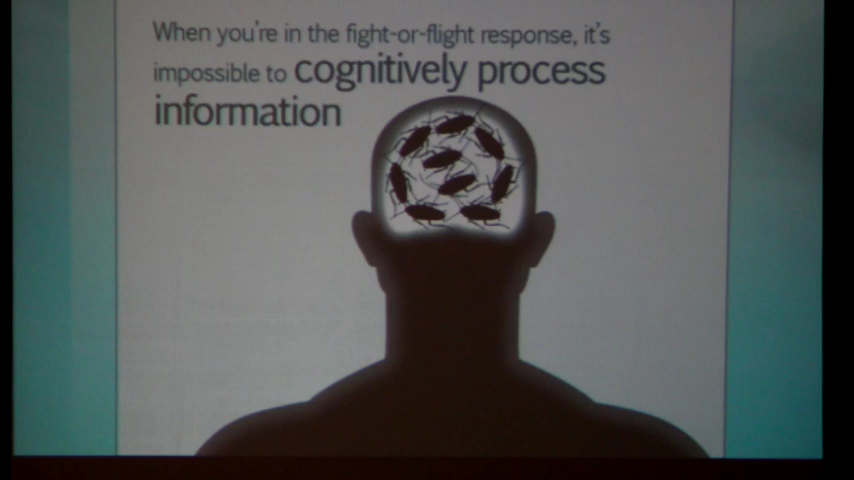 When you're in the fight-or-flight response, it's
impossible to cognitively process
information